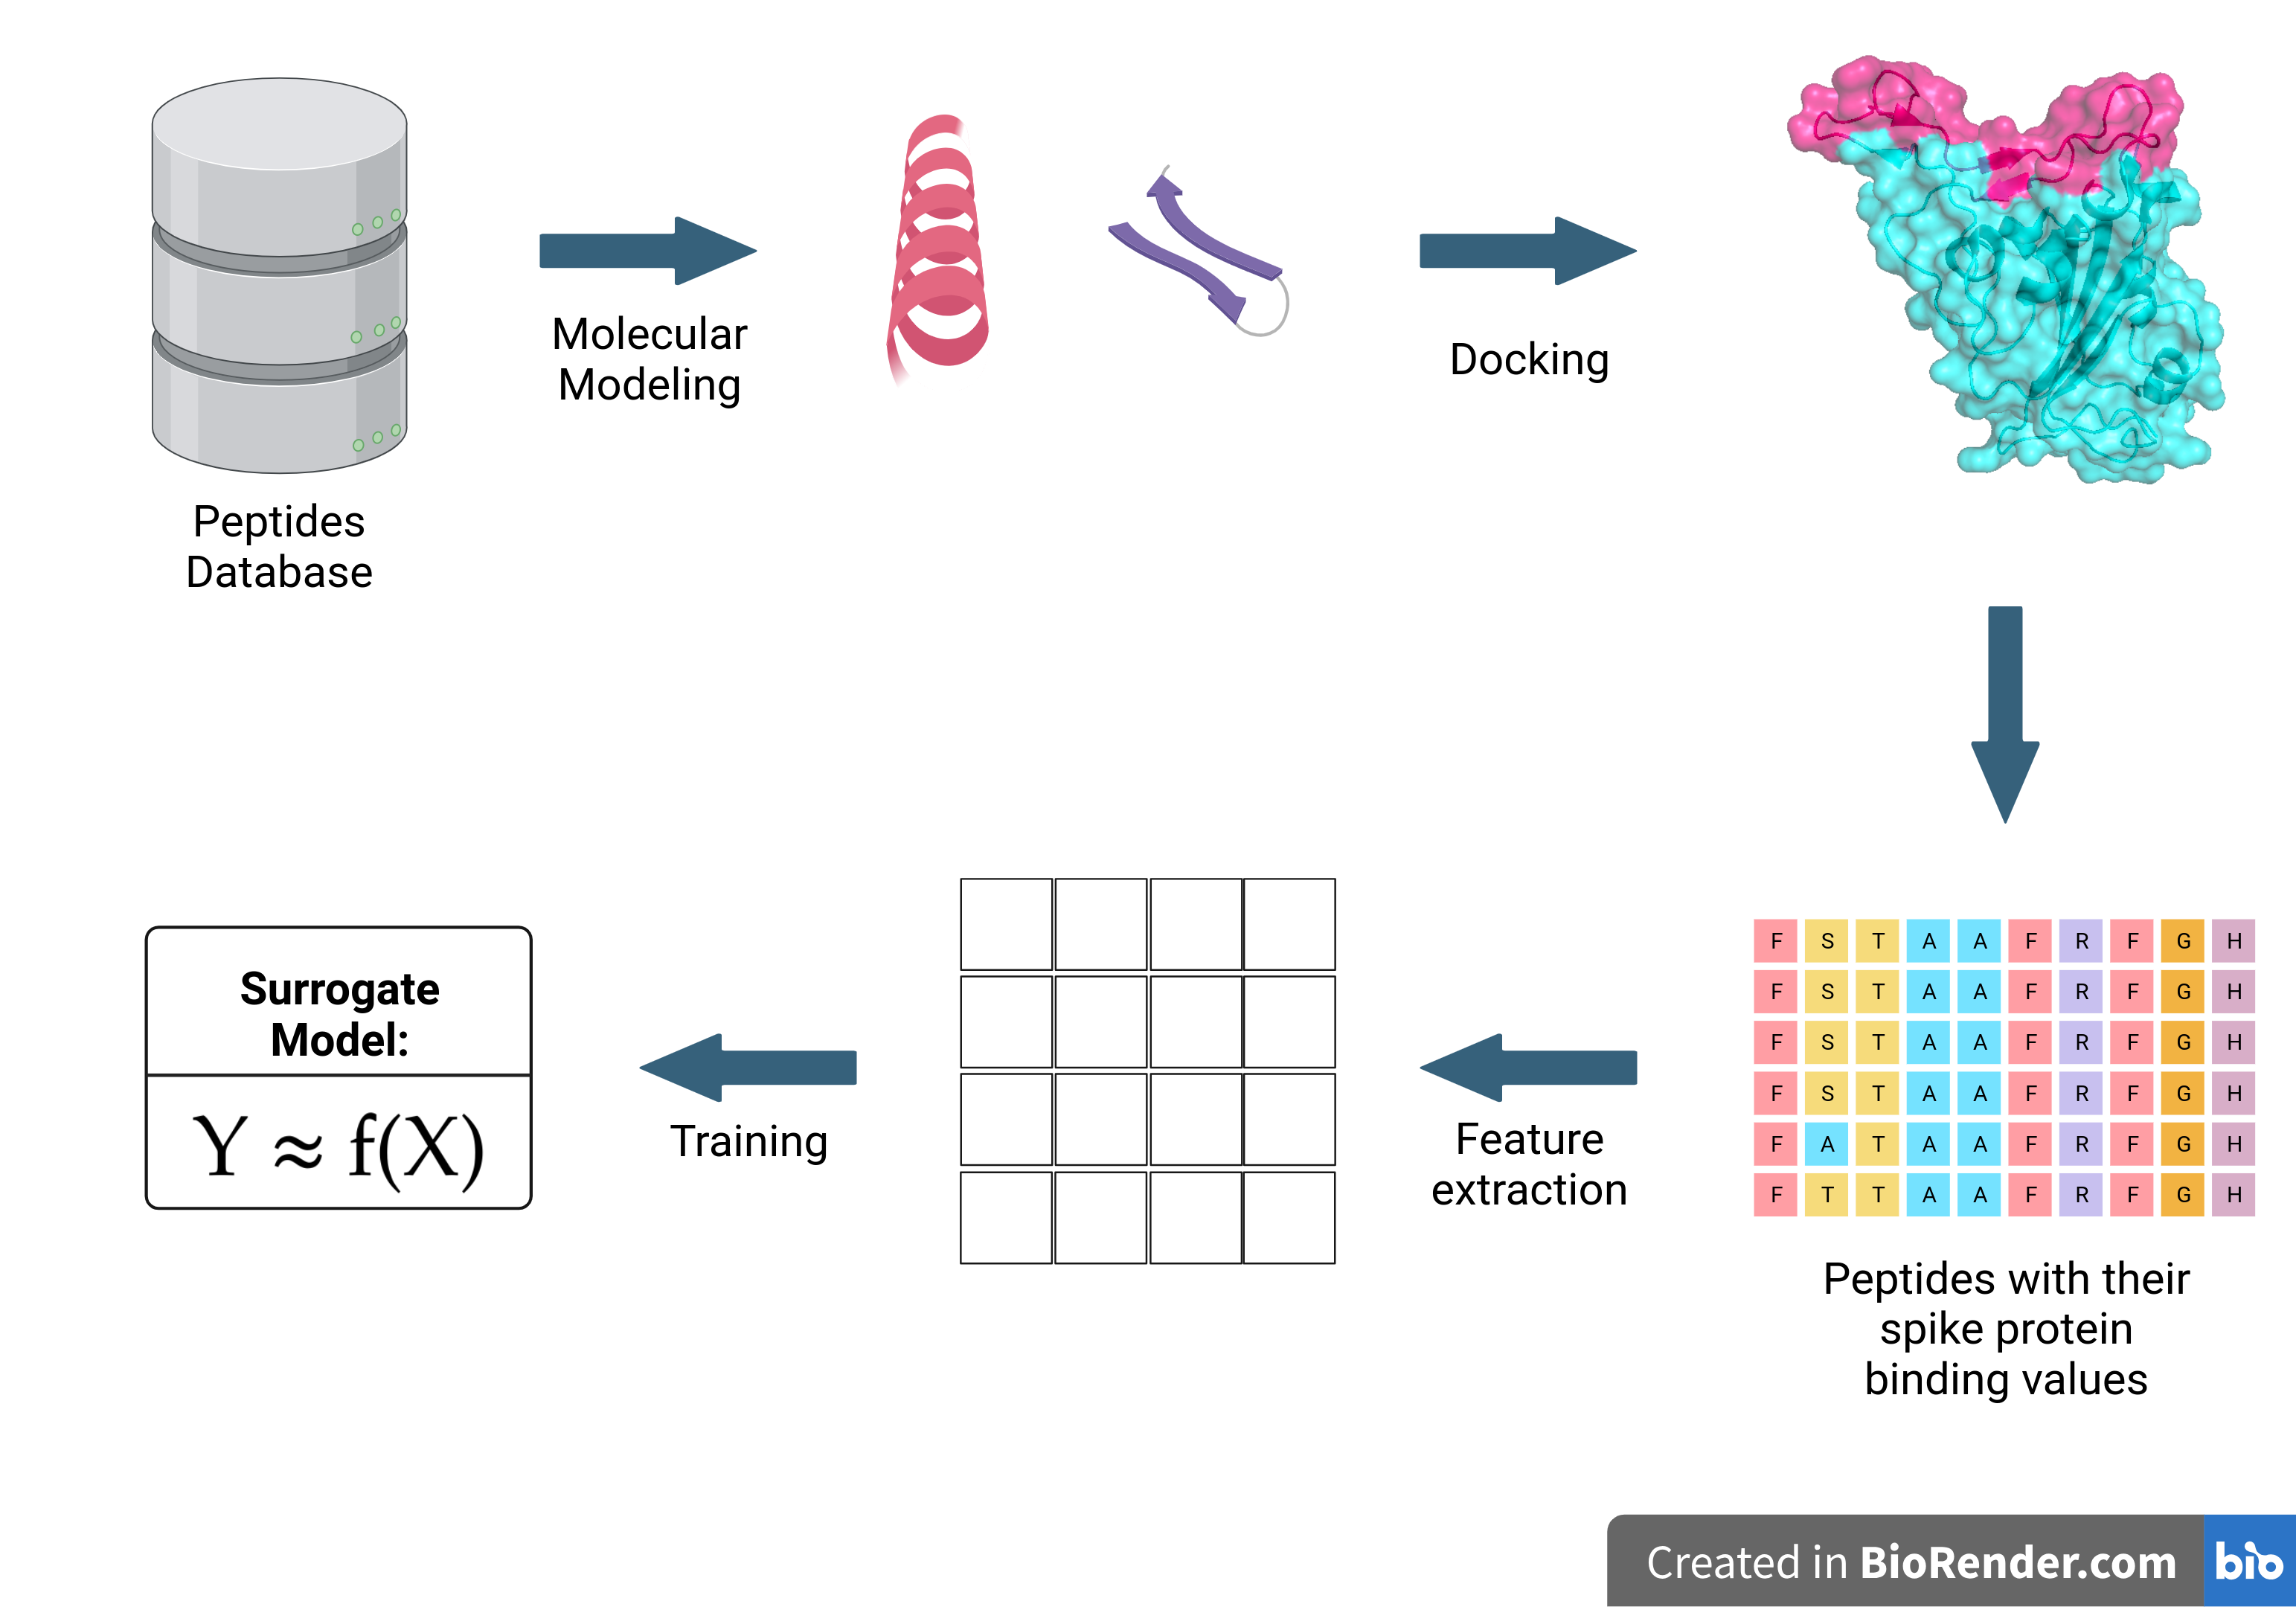 Molecular
Modeling
Docking
Peptides
Database
F S T A A F R F G H
F S T A A F R F G H
F S T A A F R F G H
F S T A A F R F G H
F A T A A F R F G H
F T T A A F R F G H
Peptides with their
spike protein
binding values
Feature
extraction
Training
Surrogate
Model:
Y ≈ f(X)
Created in BioRender.com bio